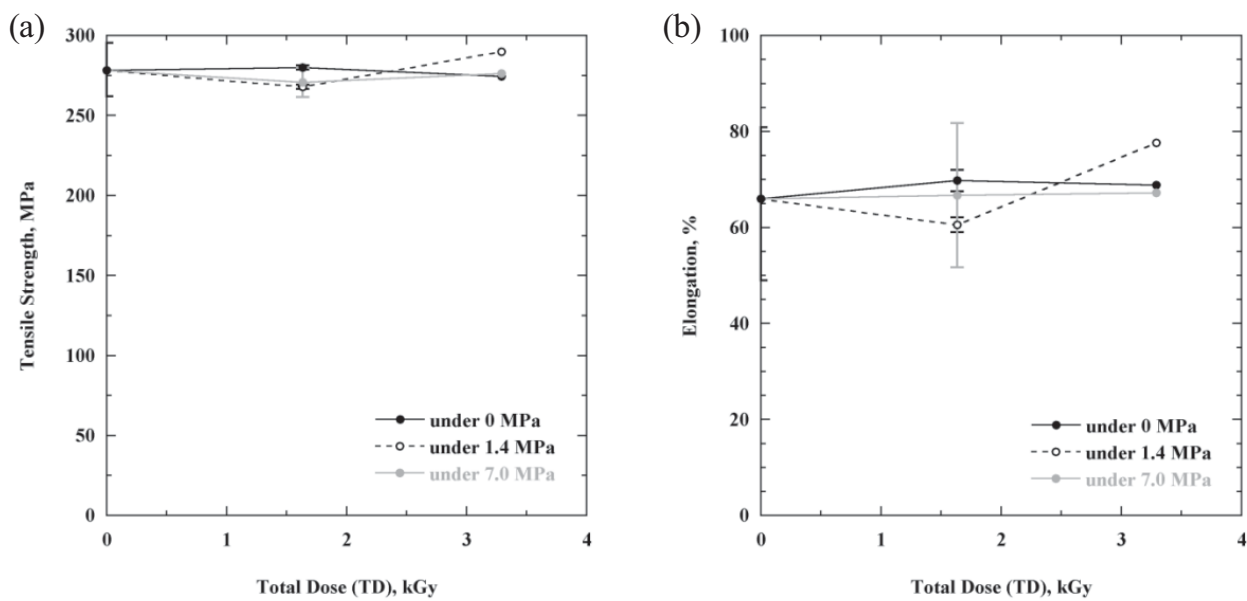 (a)
300
250
200
150
100
50
0
Tensile Strength, MPa
under 0 MPa
under 1.4 MPa
under 7.0 MPa
0 1 2 3 4
Total Dose (TD), kGy
(b)
100
80
60
40
20
0
Elongation, %
under 0 MPa
under 1.4 MPa
under 7.0 MPa
0 1 2 3 4
Total Dose (TD), kGy